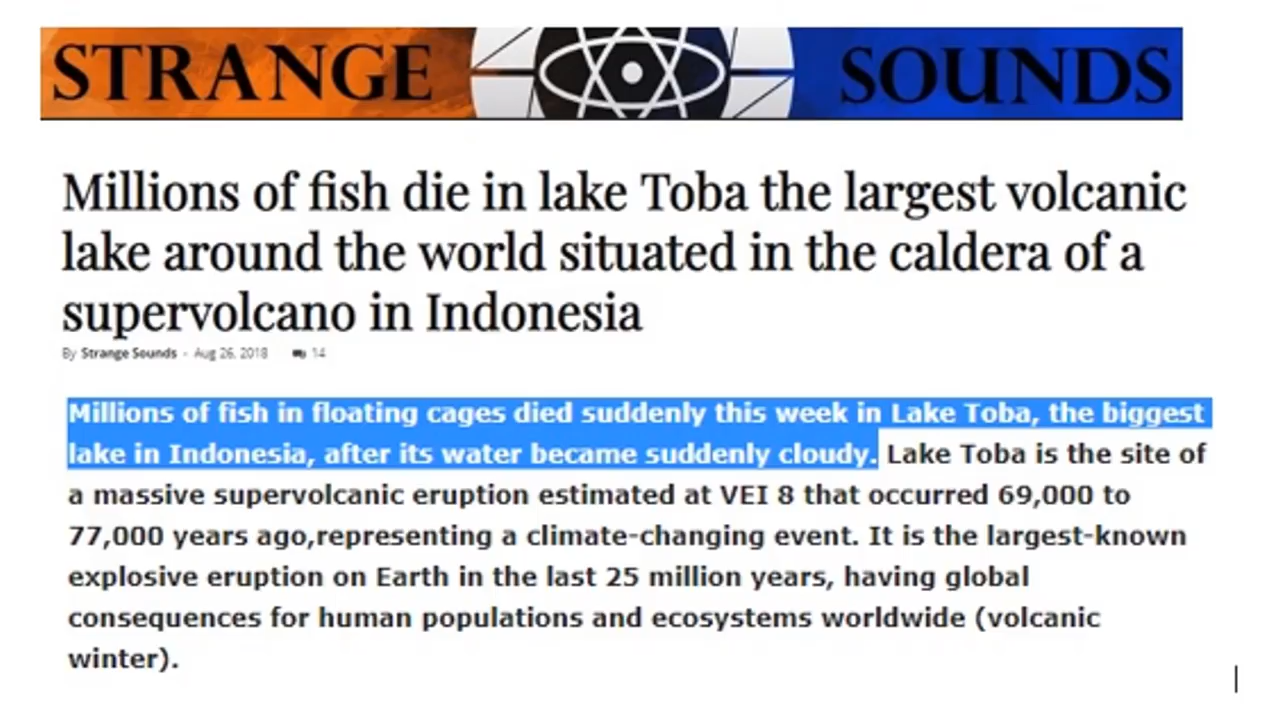 STRANGE SOUNDS
Millions of fish die in lake Toba the largest volcanic
lake around the world situated in the caldera of a
supervolcano in Indonesia
By Strange Sounds - Aug 26, 2018 14
Millions of fish in floating cages died suddenly this week in Lake Toba, the biggest
lake in Indonesia, after its water became suddenly cloudy. Lake Toba is the site of
a massive supervolcanic eruption estimated at VEI 8 that occurred 69,000 to
77,000 years ago,representing a climate-changing event. It is the largest-known
explosive eruption on Earth in the last 25 million years, having global
consequences for human populations and ecosystems worldwide (volcanic
winter).